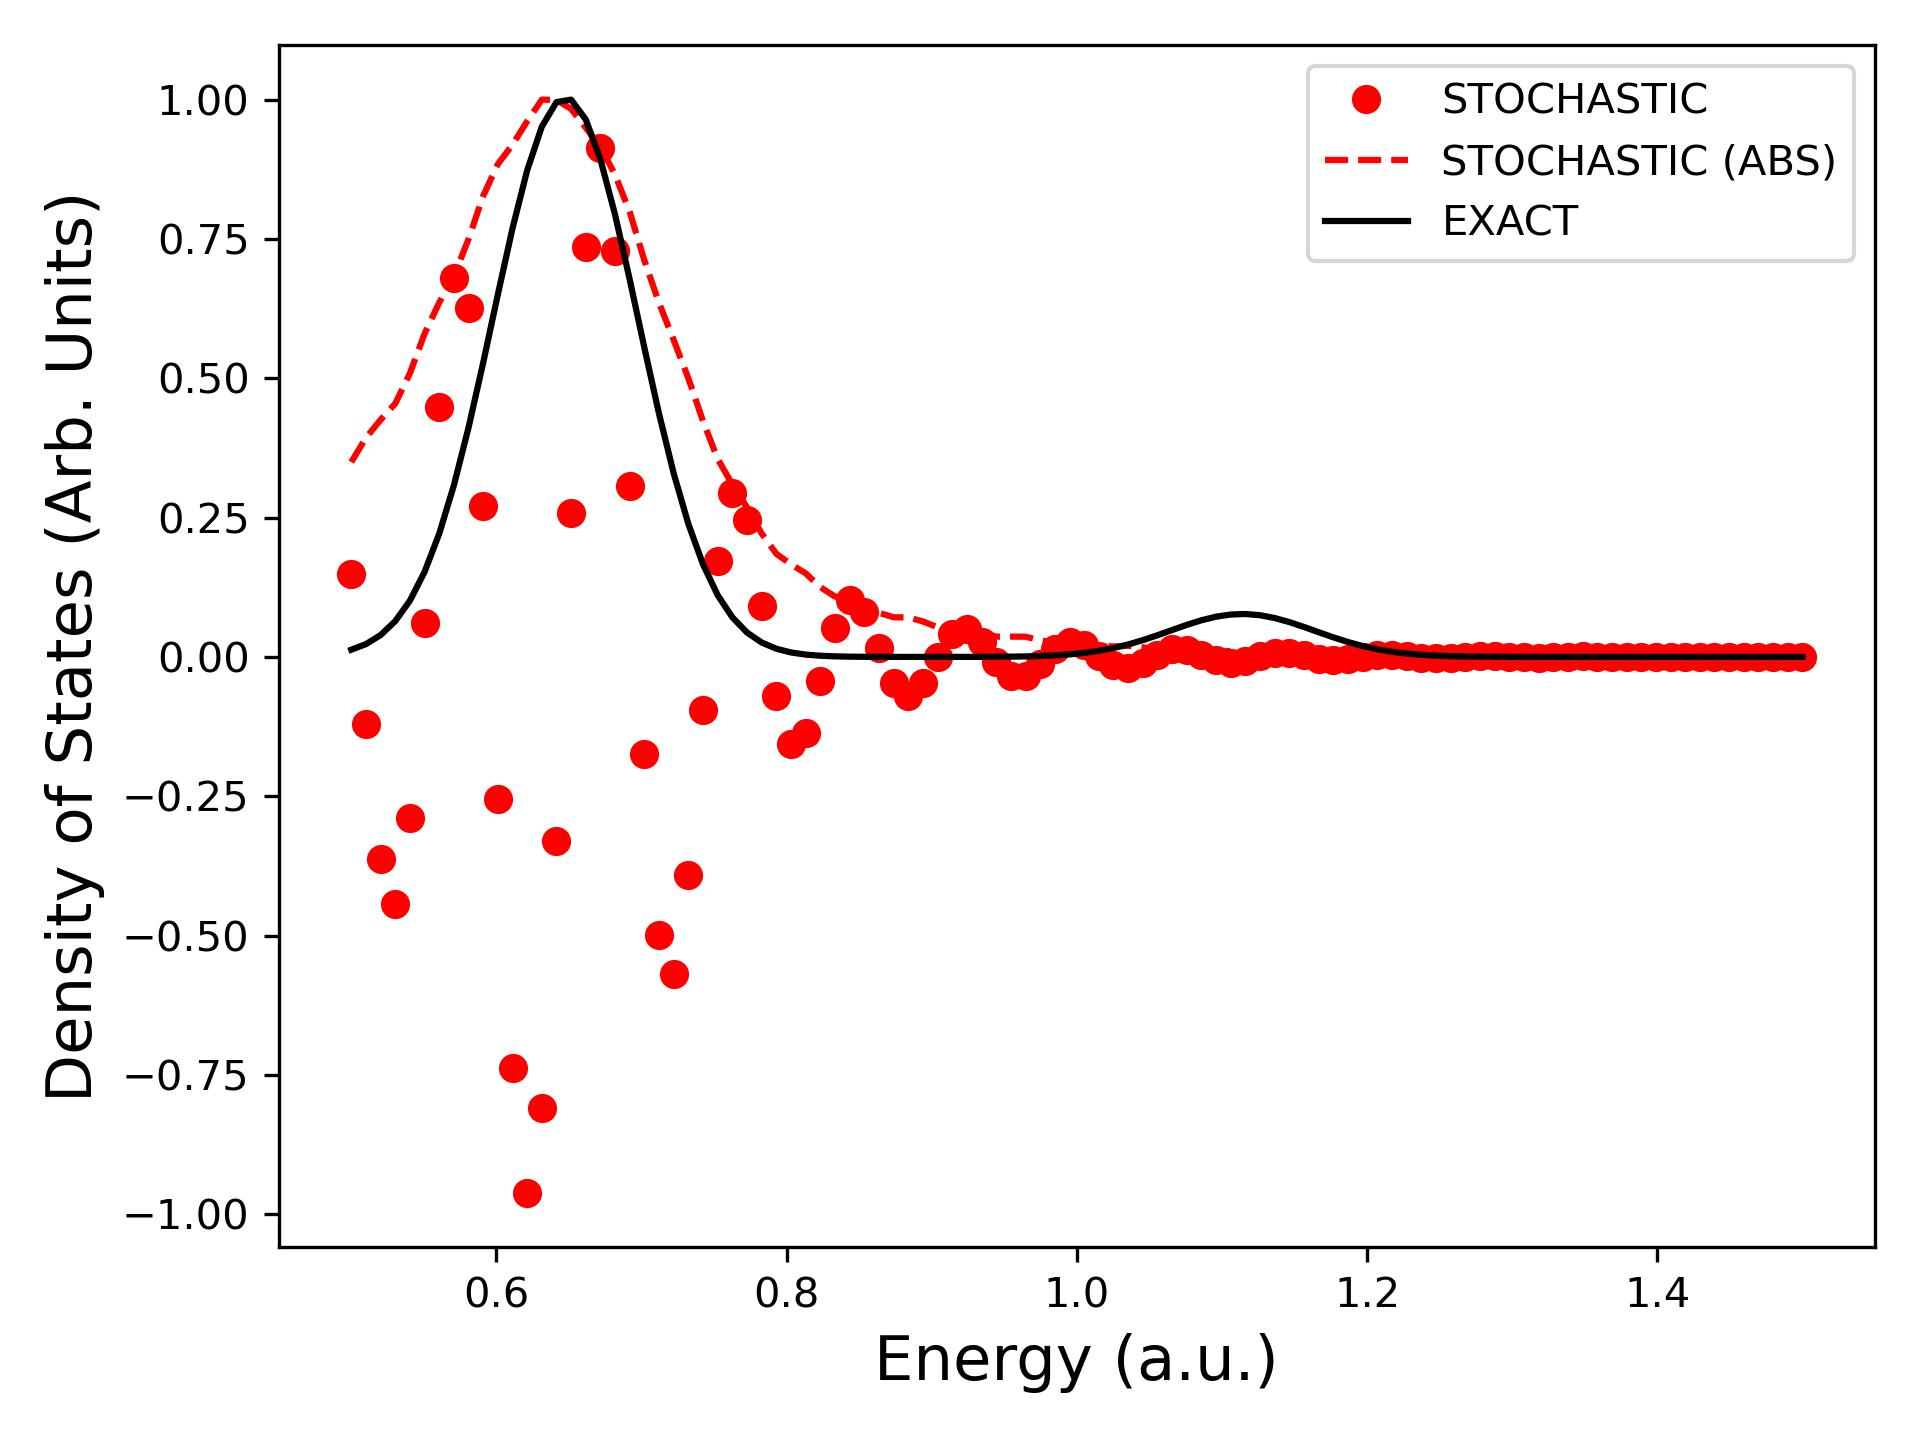 1.00
0.75
0.50
0.25
0.00
−0.25
−0.50
−0.75
−1.00
Density of States (Arb. Units)
STOCHASTIC
STOCHASTIC (ABS)
EXACT
0.6 0.8 1.0 1.2 1.4
Energy (a.u.)